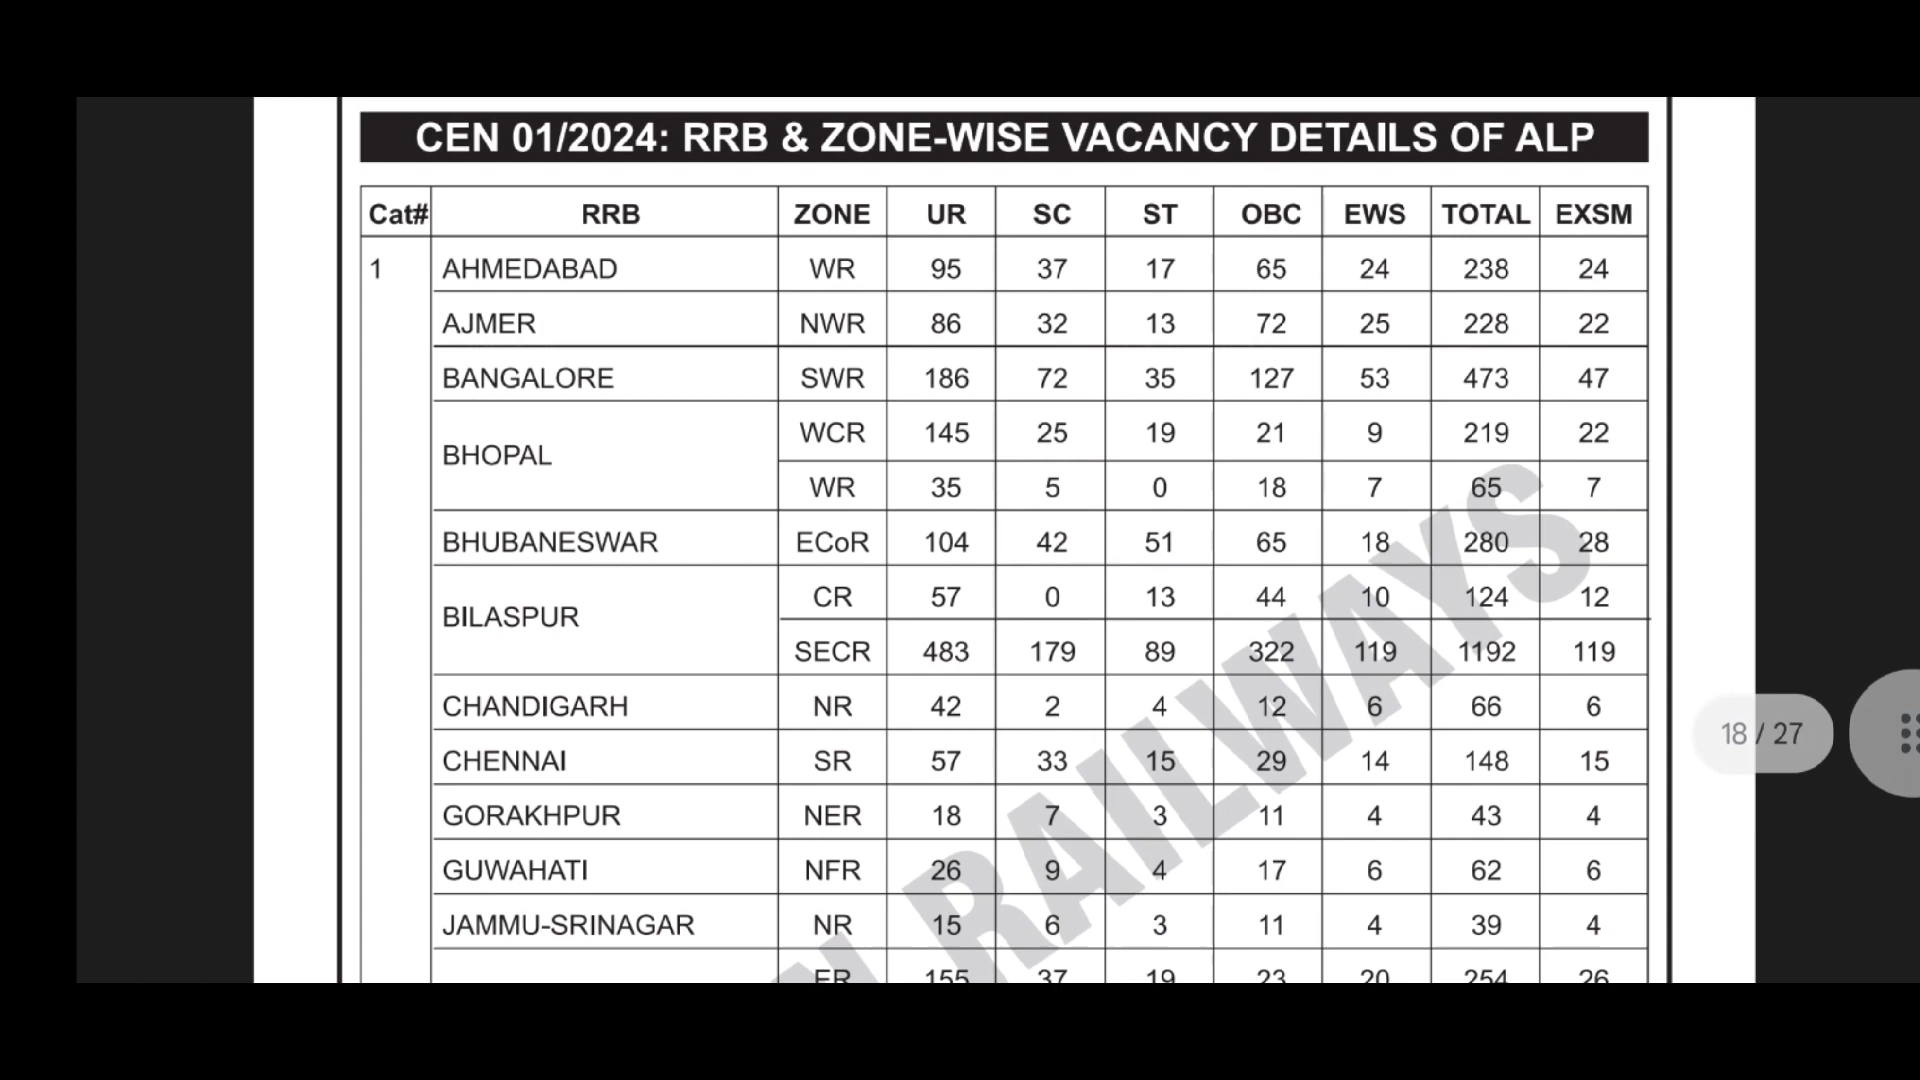 CEN 01/2024: RRB & ZONE-WISE VACANCY DETAILS OF ALP
Cat# RRB ZONE UR SC ST OBC EWS TOTAL EXSM
1 AHMEDABAD WR 95 37 17 65 24 238 24
AJMER NWR 86 32 13 72 25 228 22
BANGALORE SWR 186 72 35 127 53 473 47
BHOPAL WCR 145 25 19 21 9 219 22
WR 35 5 0 18 7 65 7
BHUBANESWAR ECoR 104 42 51 65 18 280 28
BILASPUR CR 57 0 13 44 10 124 12
SECR 483 179 89 322 119 1192 119
CHANDIGARH NR 42 2 4 12 6 66 6
CHENNAI SR 57 33 15 29 14 148 15
GORAKHPUR NER 18 7 3 11 4 43 4
GUWAHATI NFR 26 9 4 17 6 62 6
JAMMU-SRINAGAR NR 15 6 3 11 4 39 4
ER 155 37 19 23 20 254 26
RAILWAYS
18 / 27